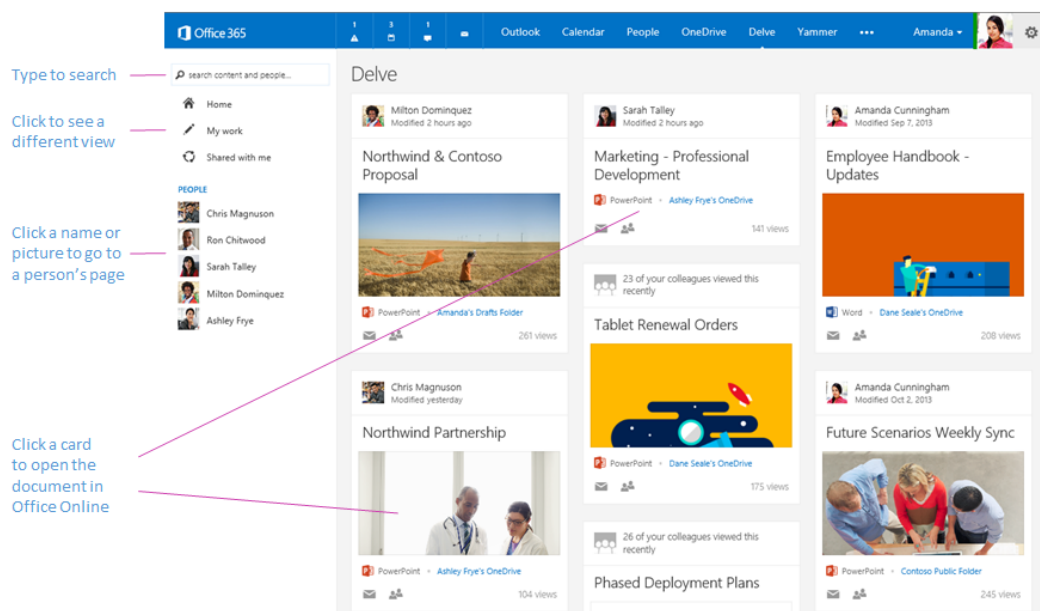 Office 365
1
3
1
Outlook
Calendar
People
OneDrive
Delve
Yammer
•••
Amanda
Type to search
Click to see a
different view
Click a name or
picture to go to
a person's page
Click a card
to open the
document in
Office Online
search content and people...
Home
My work
Shared with me
PEOPLE
Chris Magnuson
Ron Chitwood
Sarah Talley
Milton Dominquez
Ashley Frye
Delve
Milton Dominquez
Modified 2 hours ago
Northwind & Contoso
Proposal
PowerPoint • Amanda's Drafts Folder
261 views
Chris Magnuson
Modified yesterday
Northwind Partnership
PowerPoint • Ashley Frye's OneDrive
104 views
Sarah Talley
Modified 2 hours ago
Marketing - Professional
Development
PowerPoint • Ashley Frye's OneDrive
141 views
23 of your colleagues viewed this
recently
Tablet Renewal Orders
PowerPoint • Dane Seale's OneDrive
175 views
26 of your colleagues viewed this
recently
Phased Deployment Plans
Amanda Cunningham
Modified Sep 7, 2013
Employee Handbook -
Updates
Word • Dane Seale's OneDrive
208 views
Amanda Cunningham
Modified Oct 2, 2013
Future Scenarios Weekly Sync
PowerPoint • Contoso Public Folder
245 views